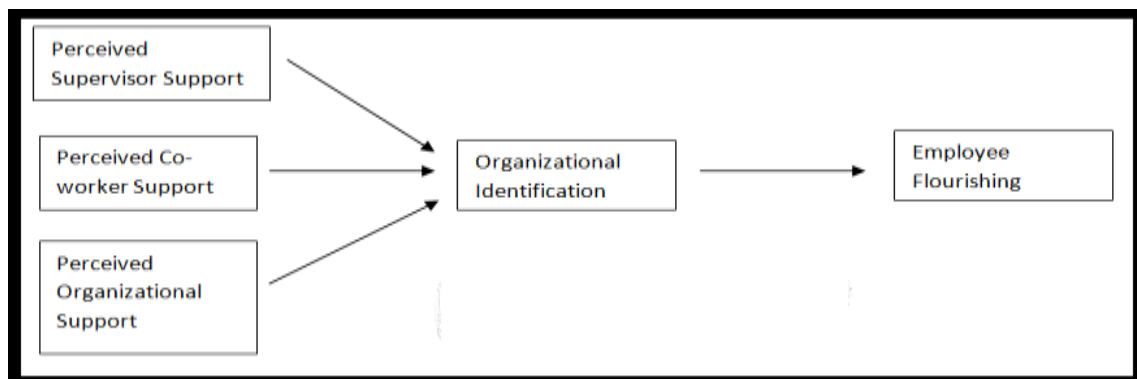 Perceived
Supervisor Support
Perceived Co-
worker Support
Perceived
Organizational
Support
Organizational
Identification
Employee
Flourishing